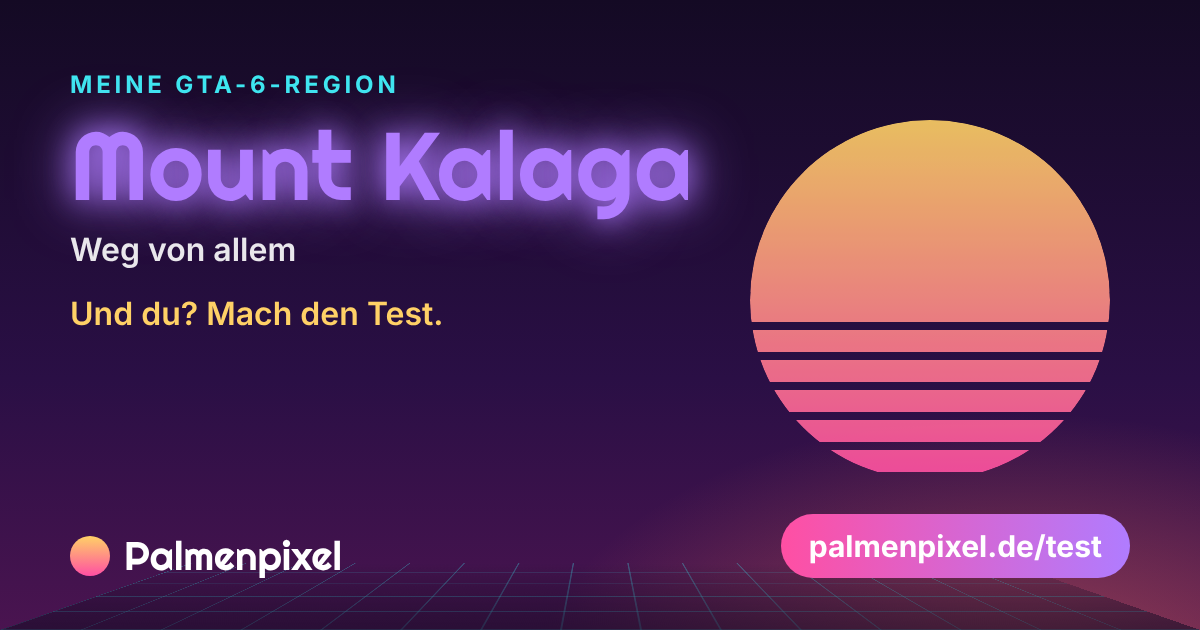 MEINE GTA-6-REGION
Mount Kalaga
Weg von allem
Und du? Mach den Test.
Palmenpixel
palmenpixel.de/test